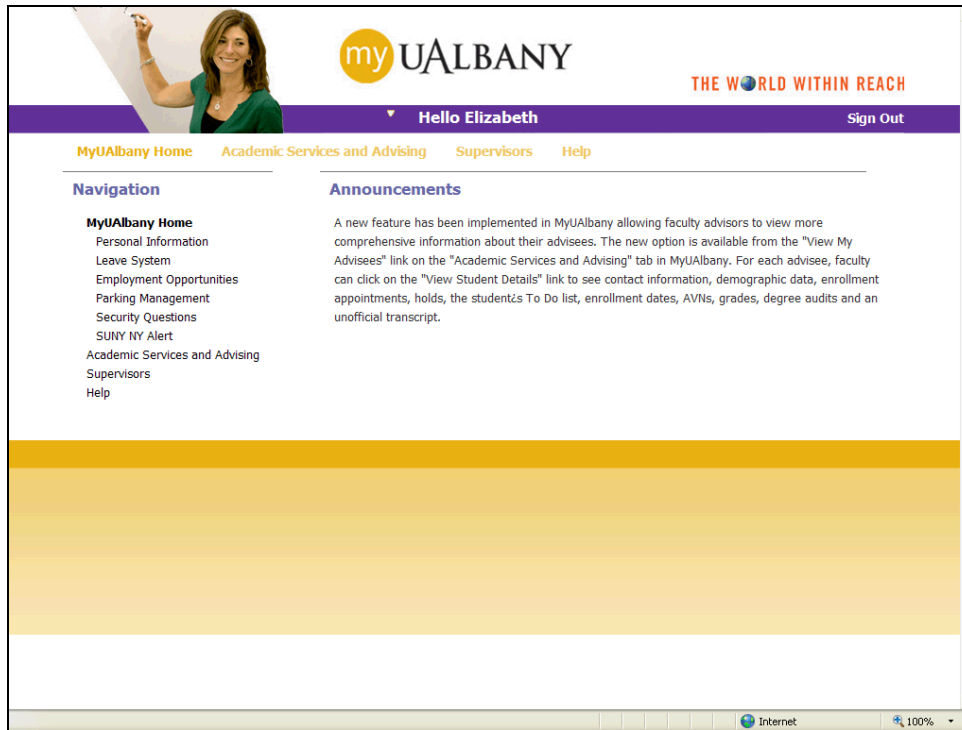 my UALBANY
THE WORLD WITHIN REACH
Hello Elizabeth
Sign Out
MyUAlbany Home Academic Services and Advising Supervisors Help
Navigation
MyUAlbany Home
Personal Information
Leave System
Employment Opportunities
Parking Management
Security Questions
SUNY NY Alert
Academic Services and Advising
Supervisors
Help
Announcements
A new feature has been implemented in MyUAlbany allowing faculty advisors to view more
comprehensive information about their advisees. The new option is available from the "View My
Advisees" link on the "Academic Services and Advising" tab in MyUAlbany. For each advisee, faculty
can click on the "View Student Details" link to see contact information, demographic data, enrollment
appointments, holds, the student¿s To Do list, enrollment dates, AVNs, grades, degree audits and an
unofficial transcript.
Internet
100%